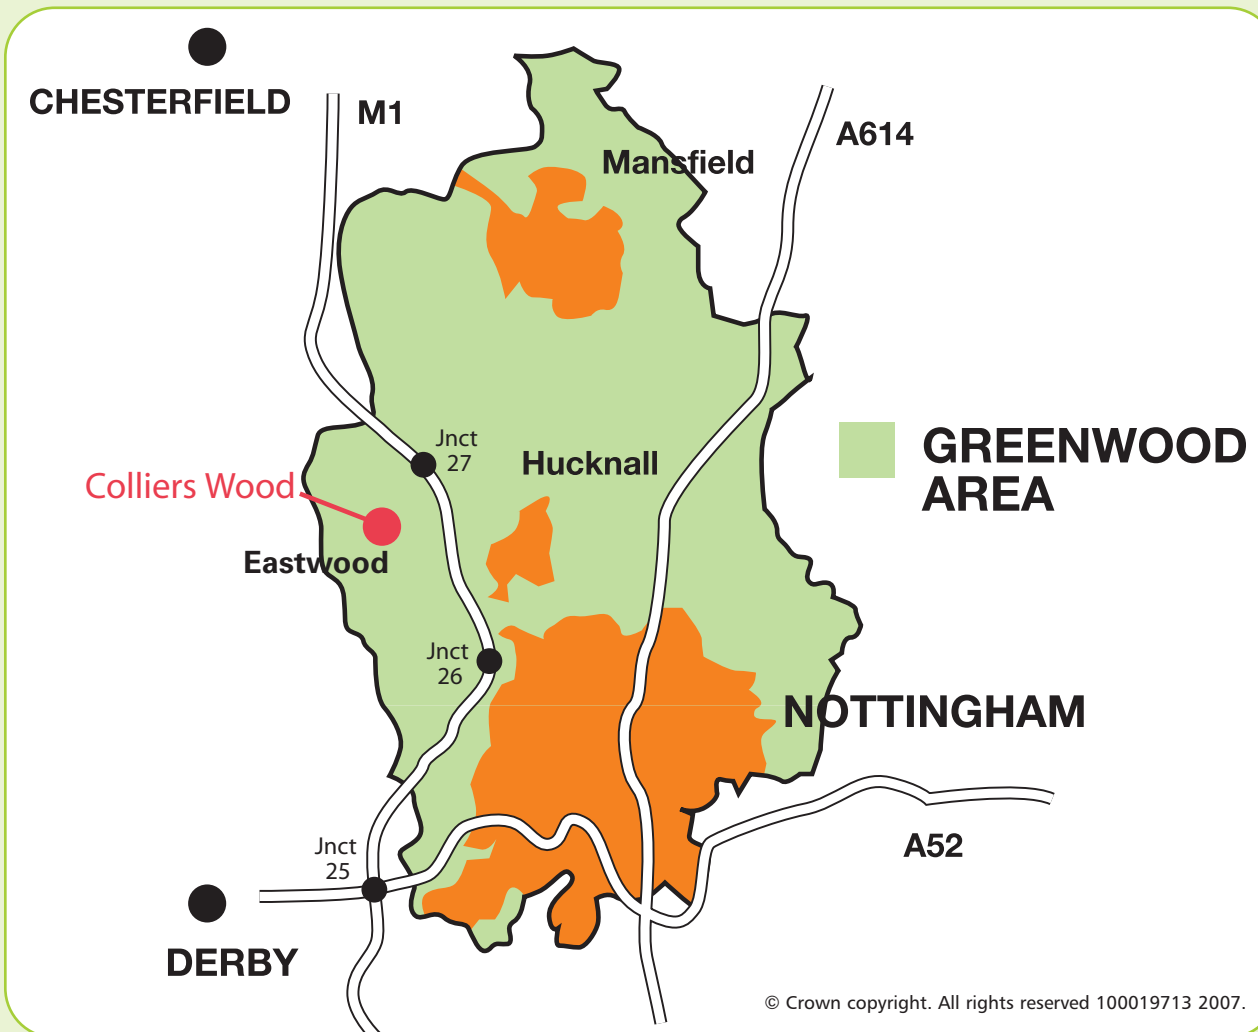 CHESTERFIELD
M1
A614
Mansfield
Jnct
27
Hucknall
GREENWOOD
AREA
Colliers Wood
Eastwood
Jnct
26
NOTTINGHAM
Jnct
25
A52
DERBY
© Crown copyright. All rights reserved 100019713 2007.